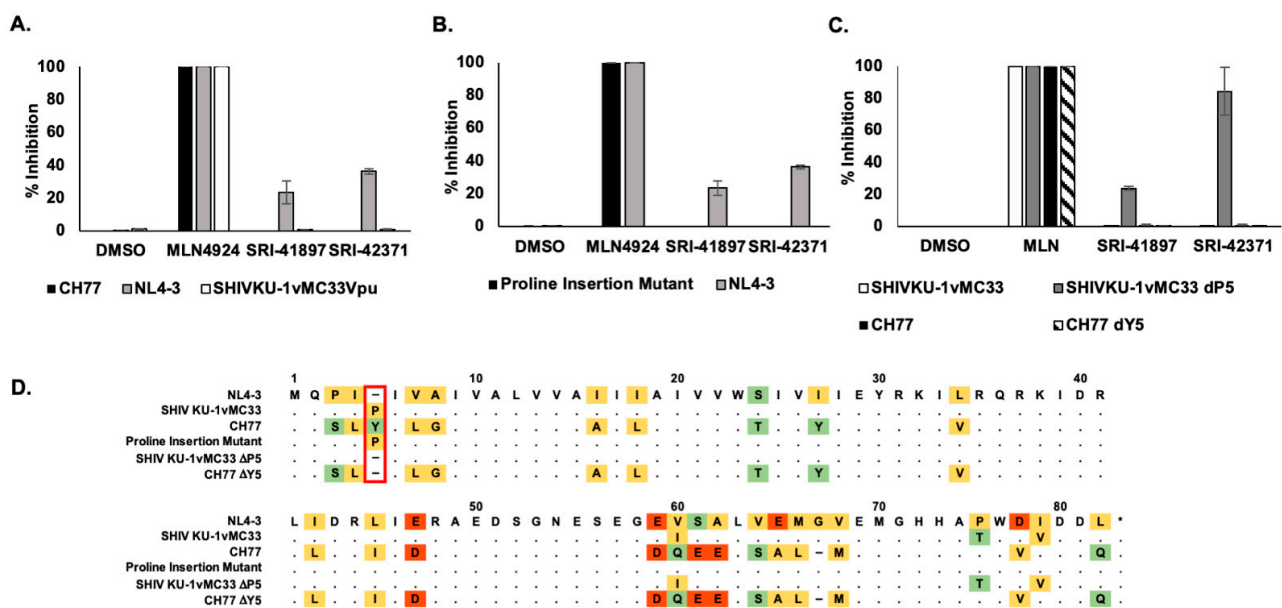 A.
% Inhibition
100
80
60
40
20
0
DMSO MLN4924 SRI-41897 SRI-42371
CH77 NL4-3 SHIVKU-1vMC33Vpu
B.
% Inhibition
100
80
60
40
20
0
DMSO MLN4924 SRI-41897 SRI-42371
Proline Insertion Mutant NL4-3
C.
% Inhibition
100
80
60
40
20
0
DMSO MLN SRI-41897 SRI-42371
SHIVKU-1vMC33 SHIVKU-1vMC33 dP5
CH77 CH77 dY5
D.
1 10 20 30 40
NL4-3 M Q P I – I V A I V A L V V A I I I A I V V W S I V I I E Y R K I L R Q R K I D R
SHIV KU-1vMC33 . . . . P . . . . . . . . . . . . . . . . . . . . . . . . . . . . . . . . . . . . .
CH77 . . S L Y . L G . . . . . . . A . L . . . . . T . . Y . . . . . . V . . . . . . .
Proline Insertion Mutant . . . . P . . . . . . . . . . . . . . . . . . . . . . . . . . . . . . . . . . . . .
SHIV KU-1vMC33 ΔP5 . . . . – . . . . . . . . . . . . . . . . . . . . . . . . . . . . . . . . . . . .
CH77 ΔY5 . . S L – . L G . . . . . . . A . L . . . . . T . . Y . . . . . . V . . . . . . .
50 60 70 80
NL4-3 L I D R L I E R A E D S G N E S E G E V S A L V E M G V E M G H H A P W D I D D L *
SHIV KU-1vMC33 . . . . . . . . . . . . . . . . . . . I . . . . . . . . . . . . . . T . . V . . . .
CH77 . L . . I . D . . . . . . . . . . . D Q E E . S A L – M . . . . . . . . V . . . Q .
Proline Insertion Mutant . . . . . . . . . . . . . . . . . . . . . . . . . . . . . . . . . . . . . . . . . .
SHIV KU-1vMC33 ΔP5 . . . . . . . . . . . . . . . . . . . I . . . . . . . . . . . . . . T . . V . . . .
CH77 ΔY5 . L . . I . D . . . . . . . . . . . D Q E E . S A L – M . . . . . . . . V . . . Q .